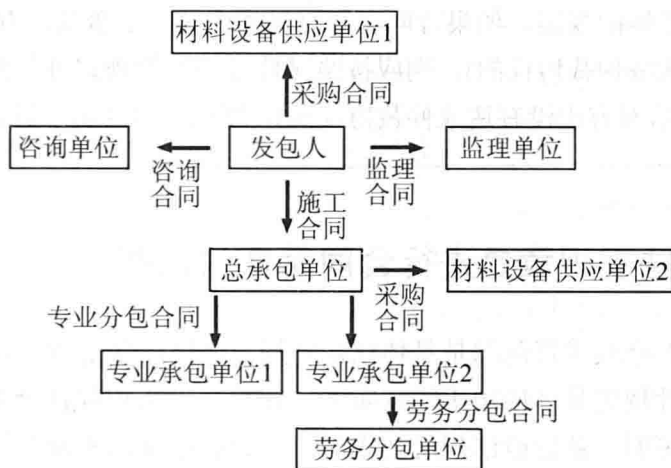 材料设备供应单位1
采购合同
咨询单位
发包人
监理单位
咨询
合同
监理
合同
施工
合同
总承包单位
材料设备供应单位2
采购
合同
专业分包合同
专业承包单位1
专业承包单位2
劳务分包合同
劳务分包单位